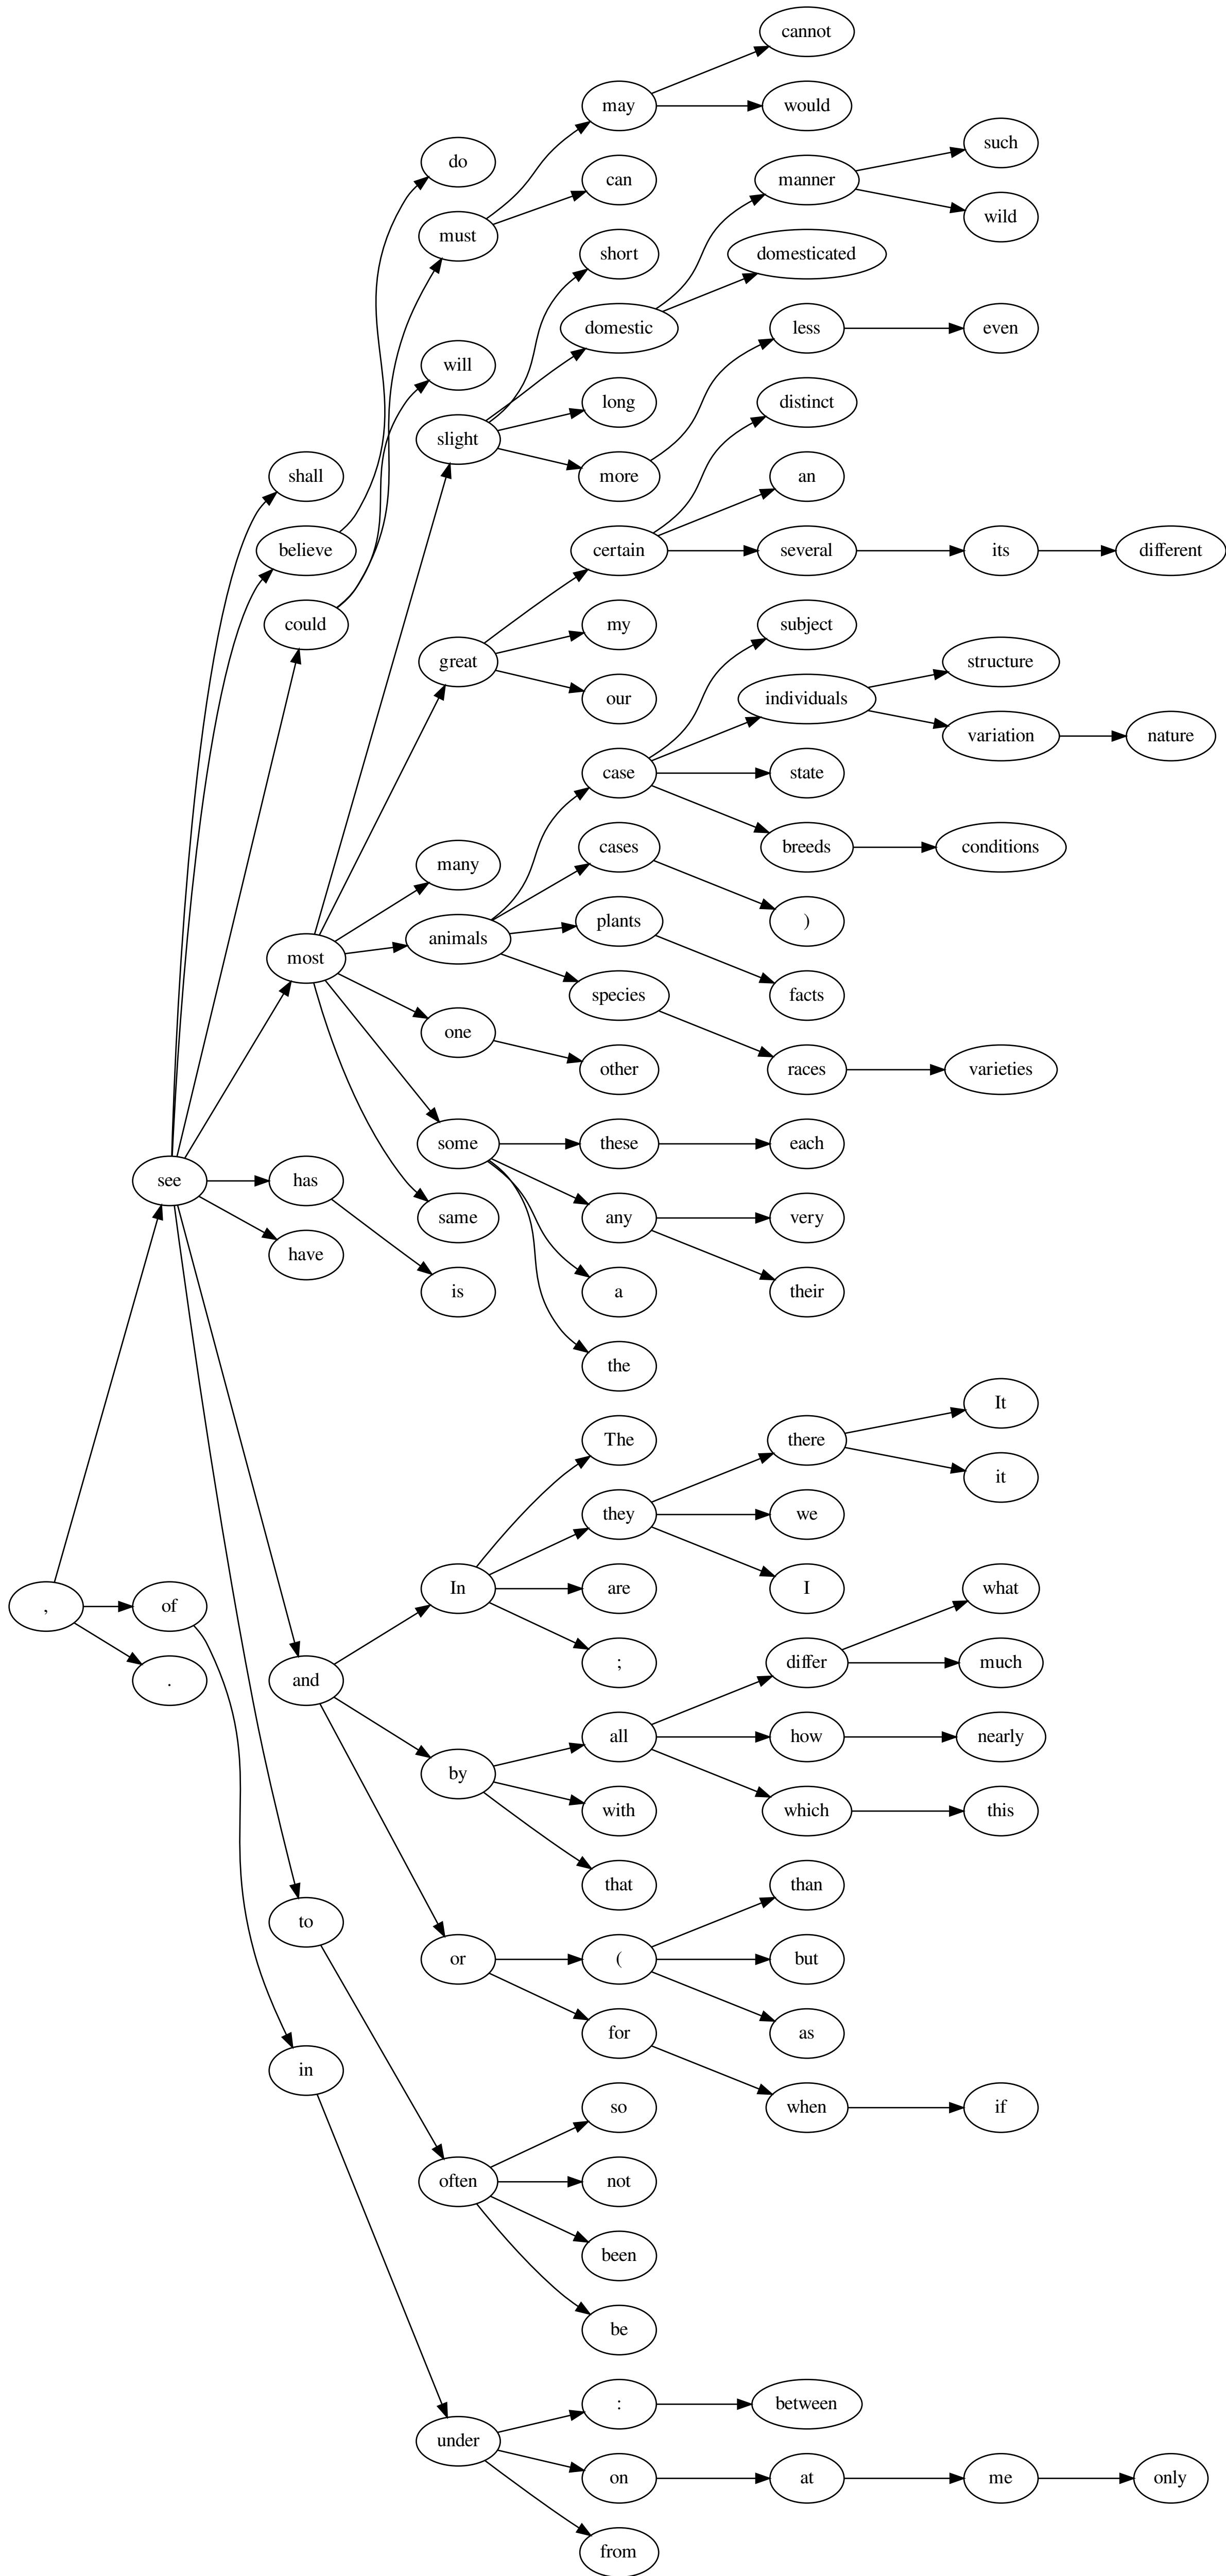 cannot
may
would
such
do
can
manner
wild
must
short
domesticated
domestic
less
even
will
long
distinct
slight
more
an
shall
certain
several
its
different
believe
could
my
subject
great
our
structure
individuals
variation
nature
case
state
many
cases
breeds
conditions
animals
plants
)
most
species
facts
one
other
races
varieties
some
these
each
see
has
same
any
very
have
is
a
their
the
The
there
It
it
they
we
,
of
In
are
I
what
.
and
;
differ
much
by
all
how
nearly
with
which
this
to
that
than
or
(
but
in
for
as
so
when
if
often
not
been
be
:
between
under
on
at
me
only
from